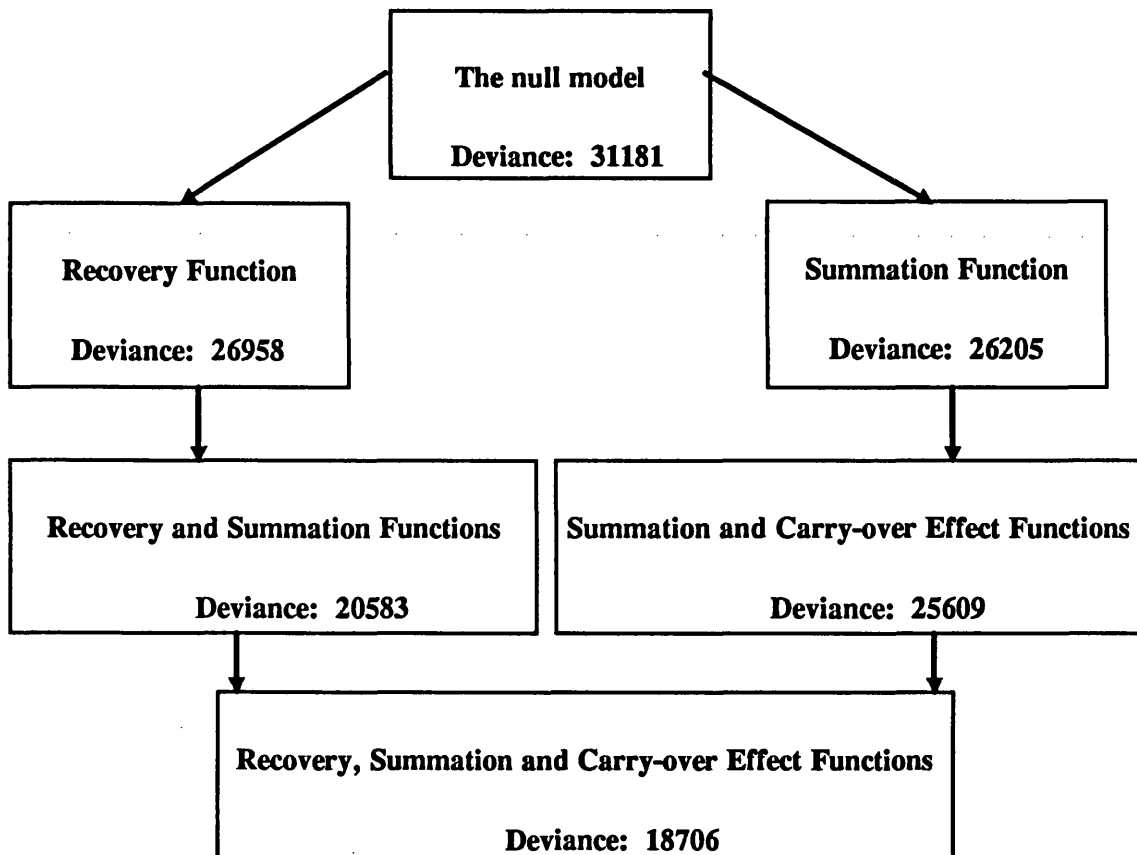 The null model
Deviance: 31181
Recovery Function
Deviance: 26958
Summation Function
Deviance: 26205
Recovery and Summation Functions
Deviance: 20583
Summation and Carry-over Effect Functions
Deviance: 25609
Recovery, Summation and Carry-over Effect Functions
Deviance: 18706